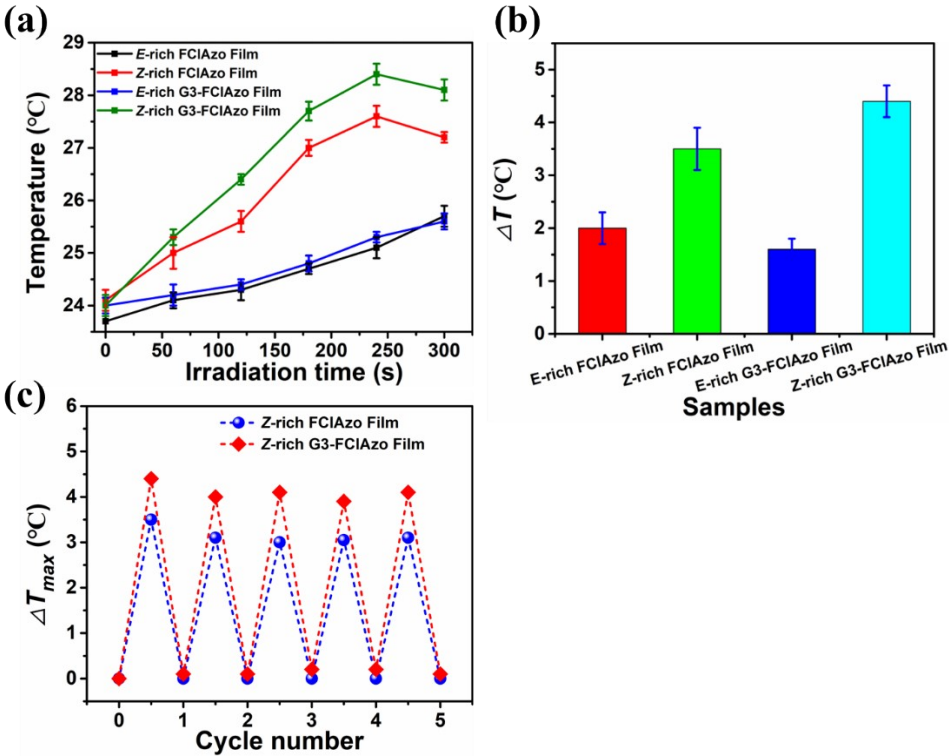 (a)
29
28
27
26
25
24
Temperature (℃)
E-rich FClAzo Film
Z-rich FClAzo Film
E-rich G3-FClAzo Film
Z-rich G3-FClAzo Film
0 50 100 150 200 250 300
Irradiation time (s)
(b)
5
4
3
2
1
0
ΔT (℃)
E-rich FClAzo Film
Z-rich FClAzo Film
E-rich G3-FClAzo Film
Z-rich G3-FClAzo Film
Samples
(c)
6
5
4
3
2
1
0
ΔTmax (℃)
Z-rich FClAzo Film
Z-rich G3-FClAzo Film
0 1 2 3 4 5
Cycle number